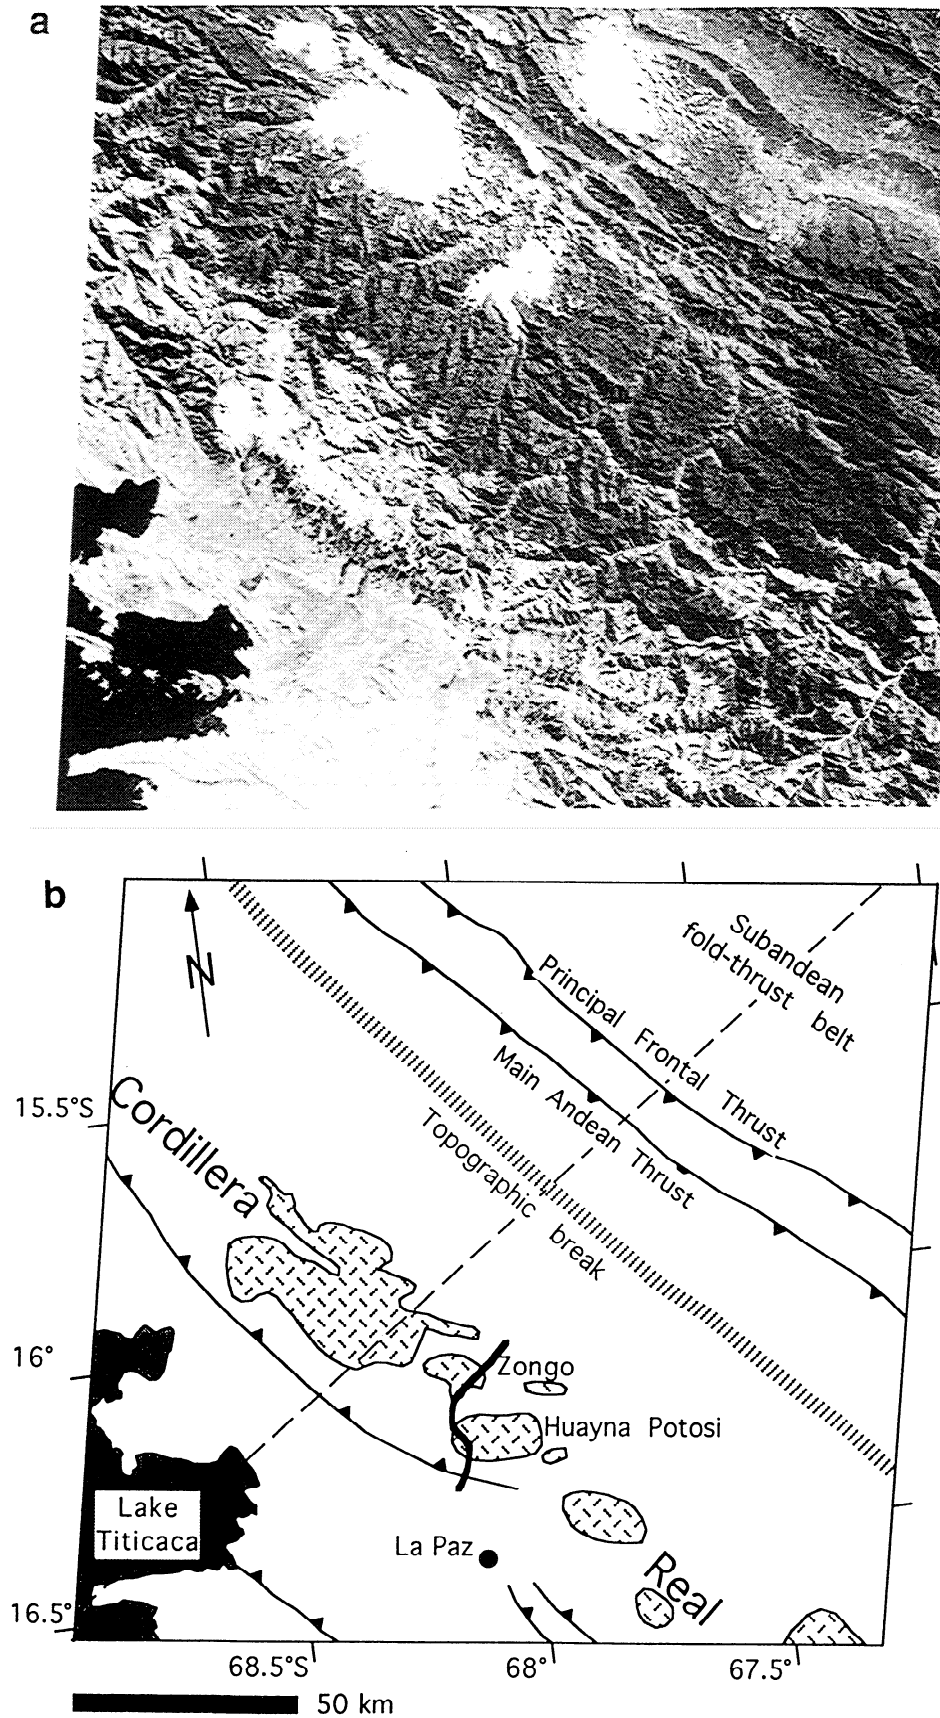 a
b
N
Subandean
fold-thrust belt
Principal Frontal Thrust
Main Andean Thrust
Topographic break
15.5°S
Cordillera
16°
Zongo
Huayna Potosi
Lake
Titicaca
La Paz
Real
16.5°
68.5°S
68°
67.5°
50 km